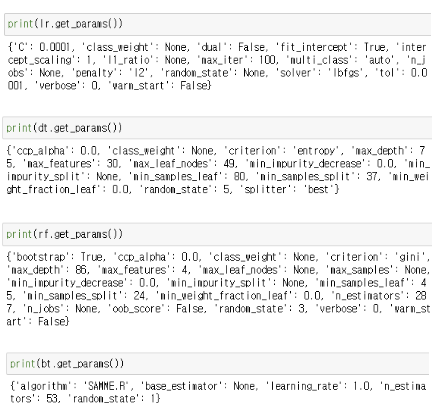 print(lr.get_params())
{'C': 0.0001, 'class_weight': None, 'dual': False, 'fit_intercept': True, 'inter
cept_scaling': 1, 'l1_ratio': None, 'max_iter': 100, 'multi_class': 'auto', 'n_j
obs': None, 'penalty': 'l2', 'random_state': None, 'solver': 'lbfgs', 'tol': 0.0
001, 'verbose': 0, 'warm_start': False}
print(dt.get_params())
{'ccp_alpha': 0.0, 'class_weight': None, 'criterion': 'entropy', 'max_depth': 7
5, 'max_features': 30, 'max_leaf_nodes': 49, 'min_impurity_decrease': 0.0, 'min_
impurity_split': None, 'min_samples_leaf': 80, 'min_samples_split': 37, 'min_wei
ght_fraction_leaf': 0.0, 'random_state': 5, 'splitter': 'best'}
print(rf.get_params())
{'bootstrap': True, 'ccp_alpha': 0.0, 'class_weight': None, 'criterion': 'gini',
'max_depth': 86, 'max_features': 4, 'max_leaf_nodes': None, 'max_samples': None,
'min_impurity_decrease': 0.0, 'min_impurity_split': None, 'min_samples_leaf': 4
5, 'min_samples_split': 24, 'min_weight_fraction_leaf': 0.0, 'n_estimators': 28
7, 'n_jobs': None, 'oob_score': False, 'random_state': 3, 'verbose': 0, 'warm_st
art': False}
print(bt.get_params())
{'algorithm': 'SAMME.R', 'base_estimator': None, 'learning_rate': 1.0, 'n_estima
tors': 53, 'random_state': 1}